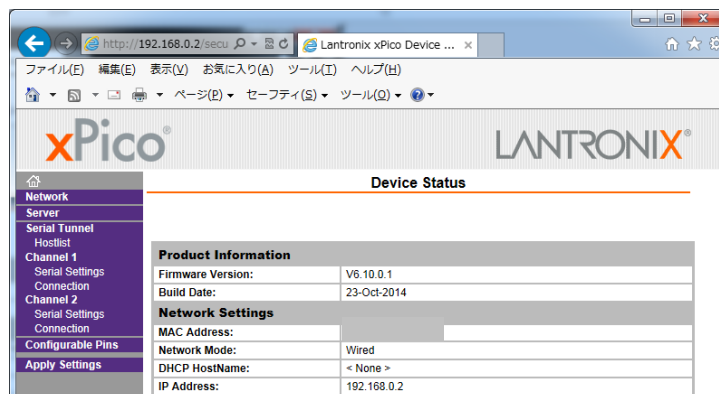 http://192.168.0.2/secu
Lantronix xPico Device ...
ファイル(F) 編集(E) 表示(V) お気に入り(A) ツール(T) ヘルプ(H)
ページ(P) セーフティ(S) ツール(O)
xPico®
LANTRONIX®
Device Status
Network
Server
Serial Tunnel
Hostlist
Channel 1
Serial Settings
Connection
Channel 2
Serial Settings
Connection
Configurable Pins
Apply Settings
Product Information
Firmware Version: V6.10.0.1
Build Date: 23-Oct-2014
Network Settings
MAC Address:
Network Mode: Wired
DHCP HostName: < None >
IP Address: 192.168.0.2